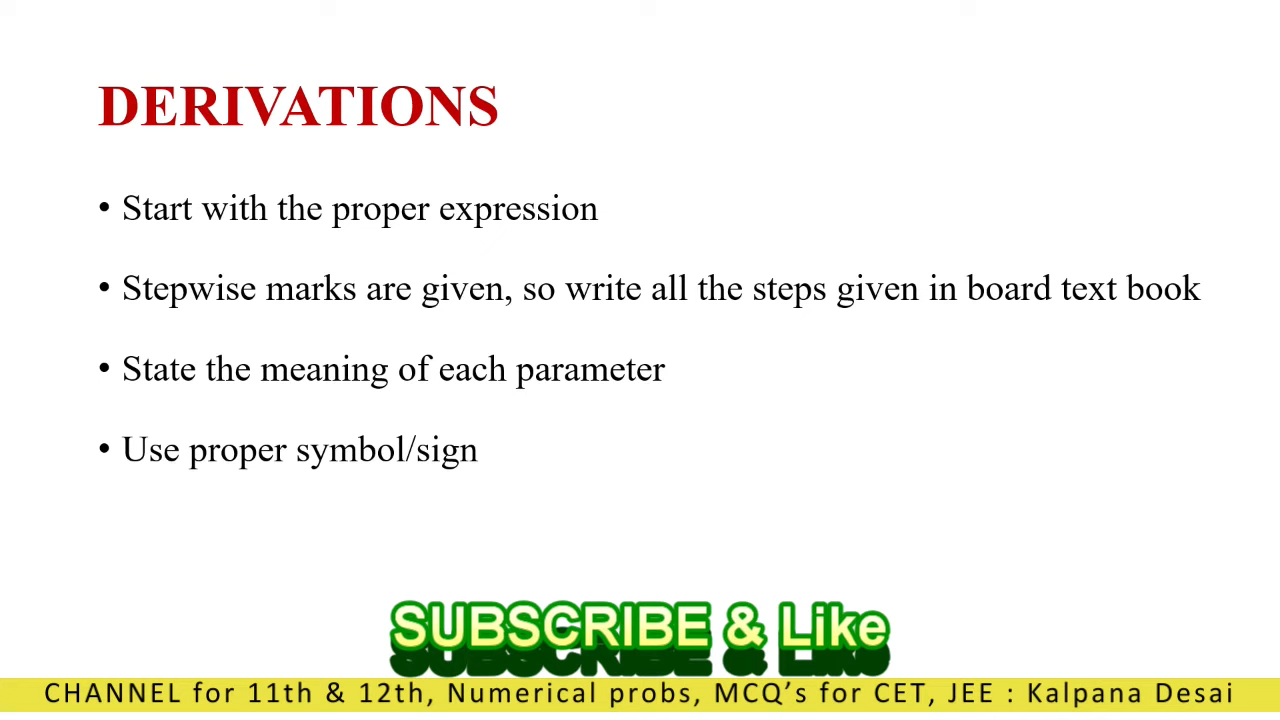 DERIVATIONS
• Start with the proper expression
• Stepwise marks are given, so write all the steps given in board text book
• State the meaning of each parameter
• Use proper symbol/sign
SUBSCRIBE & Like
CHANNEL for 11th & 12th, Numerical probs, MCQ’s for CET, JEE : Kalpana Desai